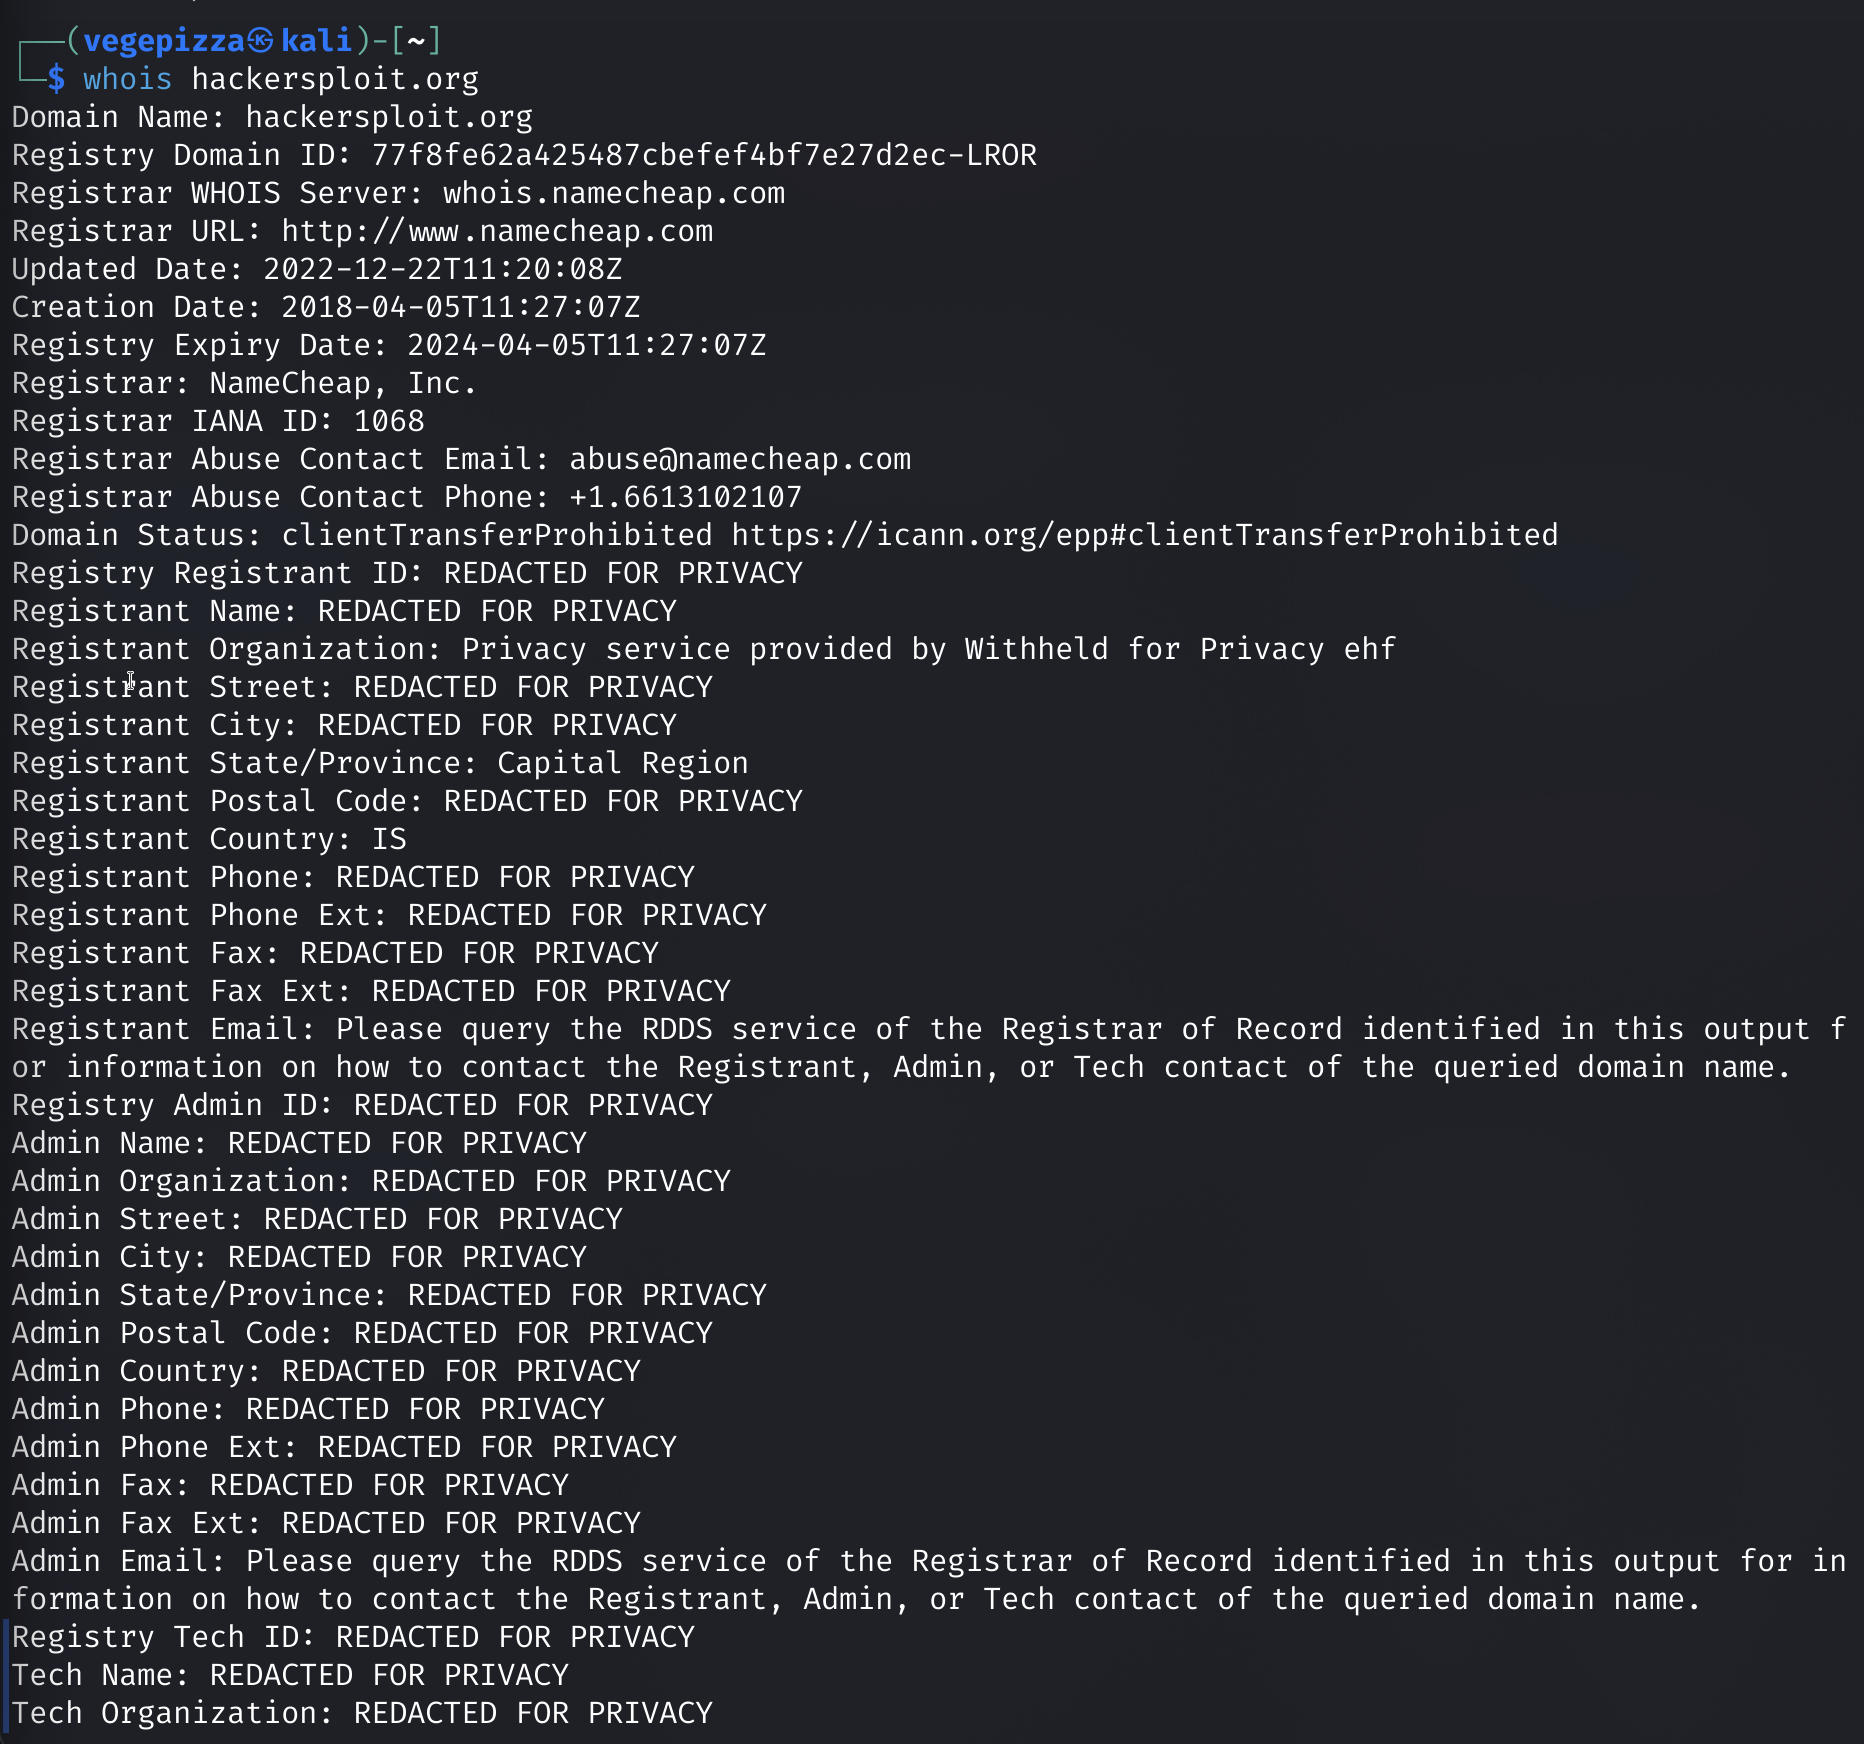 ┌──(vegepizza㉿kali)-[~]
└─$ whois hackersploit.org
Domain Name: hackersploit.org
Registry Domain ID: 77f8fe62a425487cbefef4bf7e27d2ec-LROR
Registrar WHOIS Server: whois.namecheap.com
Registrar URL: http://www.namecheap.com
Updated Date: 2022-12-22T11:20:08Z
Creation Date: 2018-04-05T11:27:07Z
Registry Expiry Date: 2024-04-05T11:27:07Z
Registrar: NameCheap, Inc.
Registrar IANA ID: 1068
Registrar Abuse Contact Email: abuse@namecheap.com
Registrar Abuse Contact Phone: +1.6613102107
Domain Status: clientTransferProhibited https://icann.org/epp#clientTransferProhibited
Registry Registrant ID: REDACTED FOR PRIVACY
Registrant Name: REDACTED FOR PRIVACY
Registrant Organization: Privacy service provided by Withheld for Privacy ehf
Registrant Street: REDACTED FOR PRIVACY
Registrant City: REDACTED FOR PRIVACY
Registrant State/Province: Capital Region
Registrant Postal Code: REDACTED FOR PRIVACY
Registrant Country: IS
Registrant Phone: REDACTED FOR PRIVACY
Registrant Phone Ext: REDACTED FOR PRIVACY
Registrant Fax: REDACTED FOR PRIVACY
Registrant Fax Ext: REDACTED FOR PRIVACY
Registrant Email: Please query the RDDS service of the Registrar of Record identified in this output f
or information on how to contact the Registrant, Admin, or Tech contact of the queried domain name.
Registry Admin ID: REDACTED FOR PRIVACY
Admin Name: REDACTED FOR PRIVACY
Admin Organization: REDACTED FOR PRIVACY
Admin Street: REDACTED FOR PRIVACY
Admin City: REDACTED FOR PRIVACY
Admin State/Province: REDACTED FOR PRIVACY
Admin Postal Code: REDACTED FOR PRIVACY
Admin Country: REDACTED FOR PRIVACY
Admin Phone: REDACTED FOR PRIVACY
Admin Phone Ext: REDACTED FOR PRIVACY
Admin Fax: REDACTED FOR PRIVACY
Admin Fax Ext: REDACTED FOR PRIVACY
Admin Email: Please query the RDDS service of the Registrar of Record identified in this output for in
formation on how to contact the Registrant, Admin, or Tech contact of the queried domain name.
Registry Tech ID: REDACTED FOR PRIVACY
Tech Name: REDACTED FOR PRIVACY
Tech Organization: REDACTED FOR PRIVACY